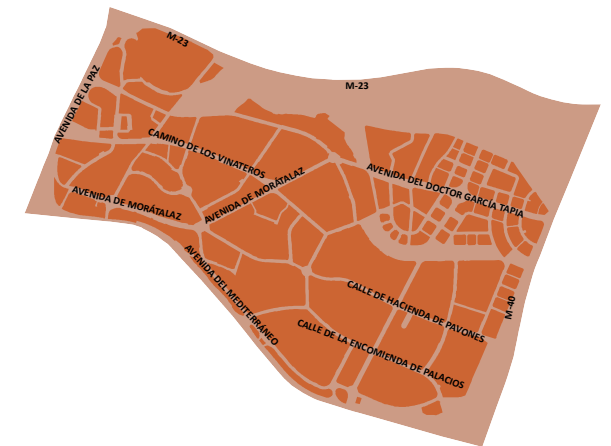 M-23
M-23
AVENIDA DE LA PAZ
CAMINO DE LOS VINATEROS
AVENIDA DE MORÁTALAZ
AVENIDA DE MORÁTALAZ
AVENIDA DEL DOCTOR GARCÍA TAPIA
AVENIDA DEL MEDITERRÁNEO
CALLE DE HACIENDA DE PAVONES
M-40
CALLE DE LA ENCOMIENDA DE PALACIOS